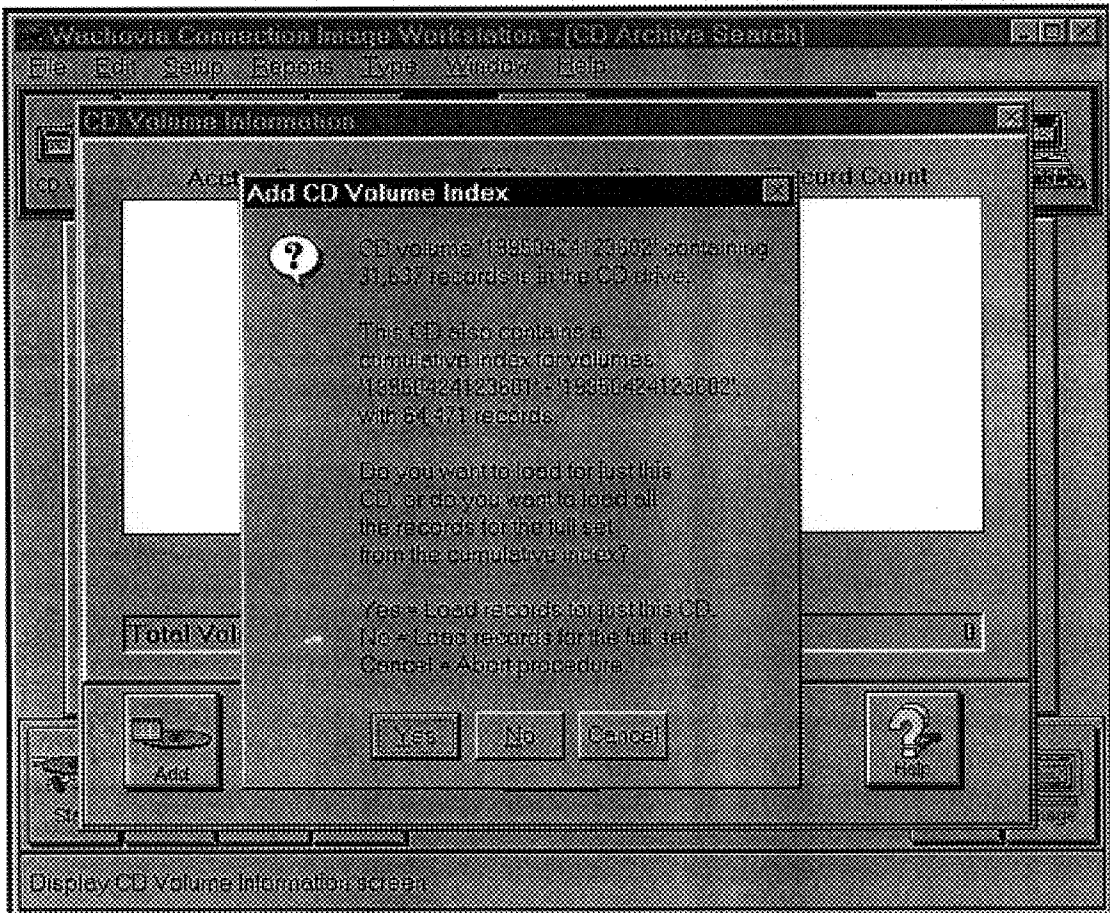 Wachovia Connection Image Workstation - [CD Archive Search]
File Edit Setup Reports Type Window Help
CD Volume Information
Acct
Record Count
Add CD Volume Index
?
CD volume '19950424123602' containing
31,537 records is in the CD drive.
This CD also contains a
cumulative index for volumes
'19950424123601' - '19950424123602',
with 64,471 records.
Do you want to load for just this
CD, or do you want to load all
the records for the full set
from the cumulative index?
Yes = Load records for just this CD
No = Load records for the full set
Cancel = Abort procedure
Total Vol
0
Yes No Cancel
Add
Help
Display CD Volume Information screen